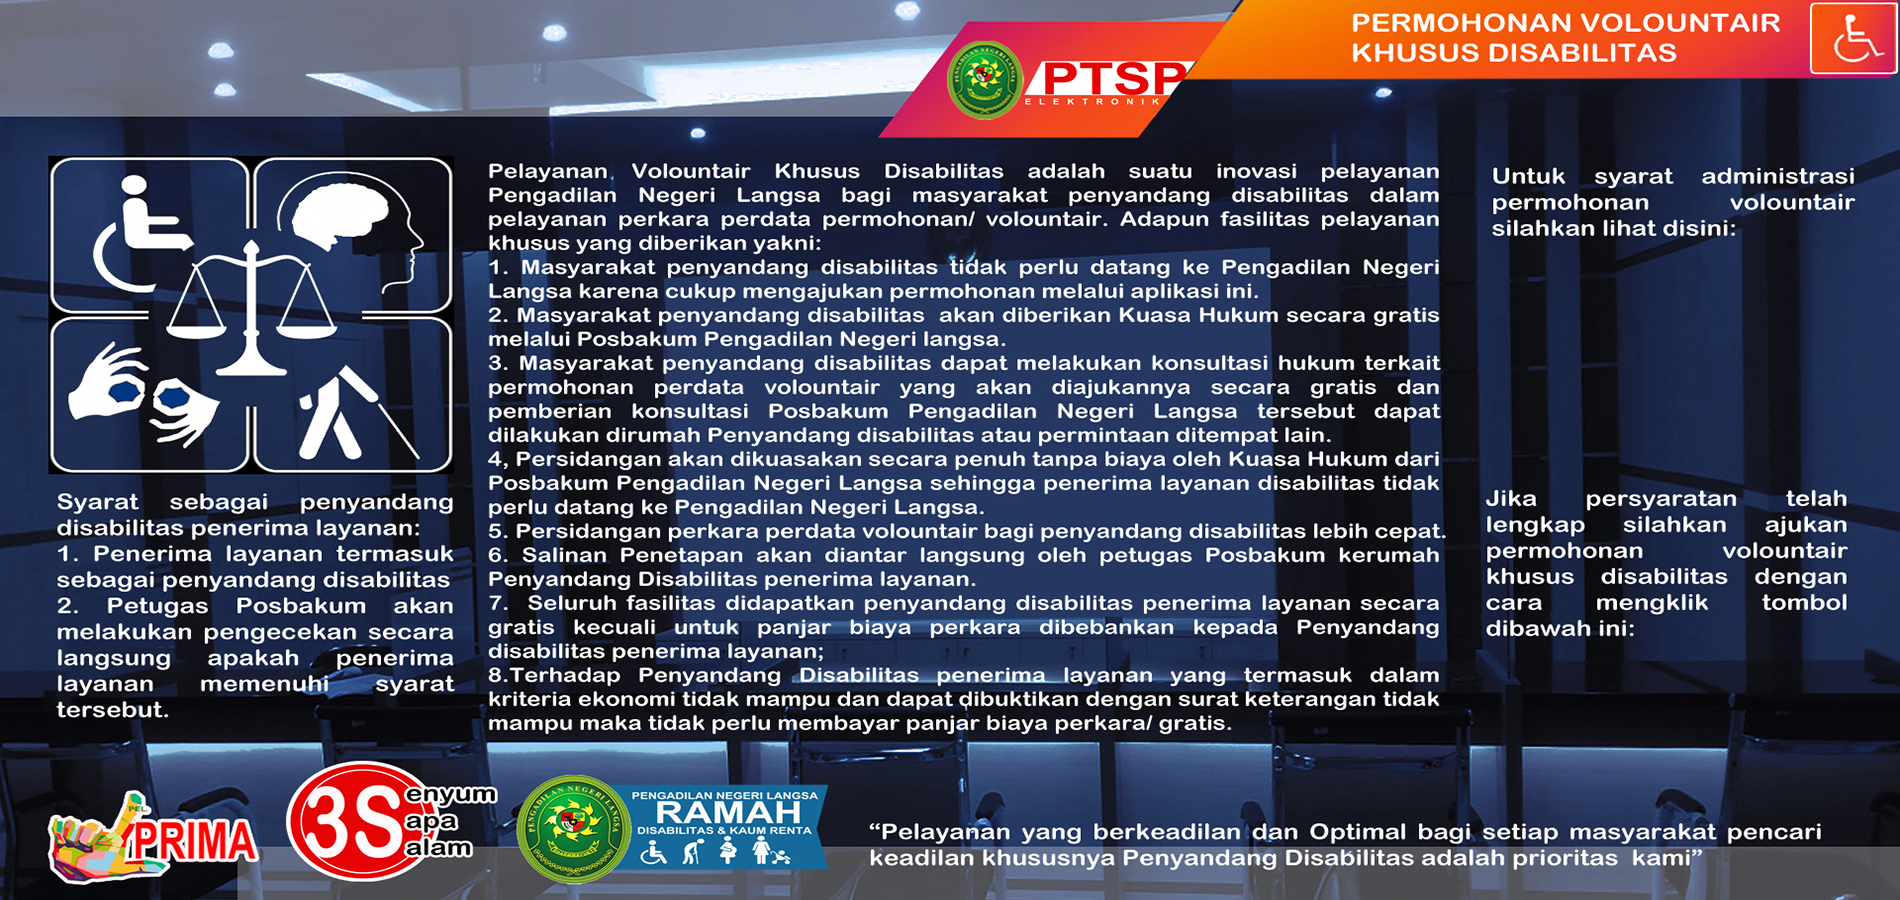 PERMOHONAN VOLOUNTAIR
KHUSUS DISABILITAS
PTSP
ELEKTRONIK
Syarat sebagai penyandang
disabilitas penerima layanan:
1. Penerima layanan termasuk
sebagai penyandang disabilitas
2. Petugas Posbakum akan
melakukan pengecekan secara
langsung apakah penerima
layanan memenuhi syarat
tersebut.
Pelayanan Volountair Khusus Disabilitas adalah suatu inovasi pelayanan
Pengadilan Negeri Langsa bagi masyarakat penyandang disabilitas dalam
pelayanan perkara perdata permohonan/ volountair. Adapun fasilitas pelayanan
khusus yang diberikan yakni:
1. Masyarakat penyandang disabilitas tidak perlu datang ke Pengadilan Negeri
Langsa karena cukup mengajukan permohonan melalui aplikasi ini.
2. Masyarakat penyandang disabilitas akan diberikan Kuasa Hukum secara gratis
melalui Posbakum Pengadilan Negeri langsa.
3. Masyarakat penyandang disabilitas dapat melakukan konsultasi hukum terkait
permohonan perdata volountair yang akan diajukannya secara gratis dan
pemberian konsultasi Posbakum Pengadilan Negeri Langsa tersebut dapat
dilakukan dirumah Penyandang disabilitas atau permintaan ditempat lain.
4, Persidangan akan dikuasakan secara penuh tanpa biaya oleh Kuasa Hukum dari
Posbakum Pengadilan Negeri Langsa sehingga penerima layanan disabilitas tidak
perlu datang ke Pengadilan Negeri Langsa.
5. Persidangan perkara perdata volountair bagi penyandang disabilitas lebih cepat.
6. Salinan Penetapan akan diantar langsung oleh petugas Posbakum kerumah
Penyandang Disabilitas penerima layanan.
7. Seluruh fasilitas didapatkan penyandang disabilitas penerima layanan secara
gratis kecuali untuk panjar biaya perkara dibebankan kepada Penyandang
disabilitas penerima layanan;
8.Terhadap Penyandang Disabilitas penerima layanan yang termasuk dalam
kriteria ekonomi tidak mampu dan dapat dibuktikan dengan surat keterangan tidak
mampu maka tidak perlu membayar panjar biaya perkara/ gratis.
Untuk syarat administrasi
permohonan volountair
silahkan lihat disini:
Jika persyaratan telah
lengkap silahkan ajukan
permohonan volountair
khusus disabilitas dengan
cara mengklik tombol
dibawah ini:
PEL
PRIMA
3S
enyum
apa
alam
PENGADILAN NEGERI LANGSA
PENGADILAN NEGERI LANGSA
RAMAH
DISABILITAS & KAUM RENTA
“Pelayanan yang berkeadilan dan Optimal bagi setiap masyarakat pencari
keadilan khususnya Penyandang Disabilitas adalah prioritas kami”